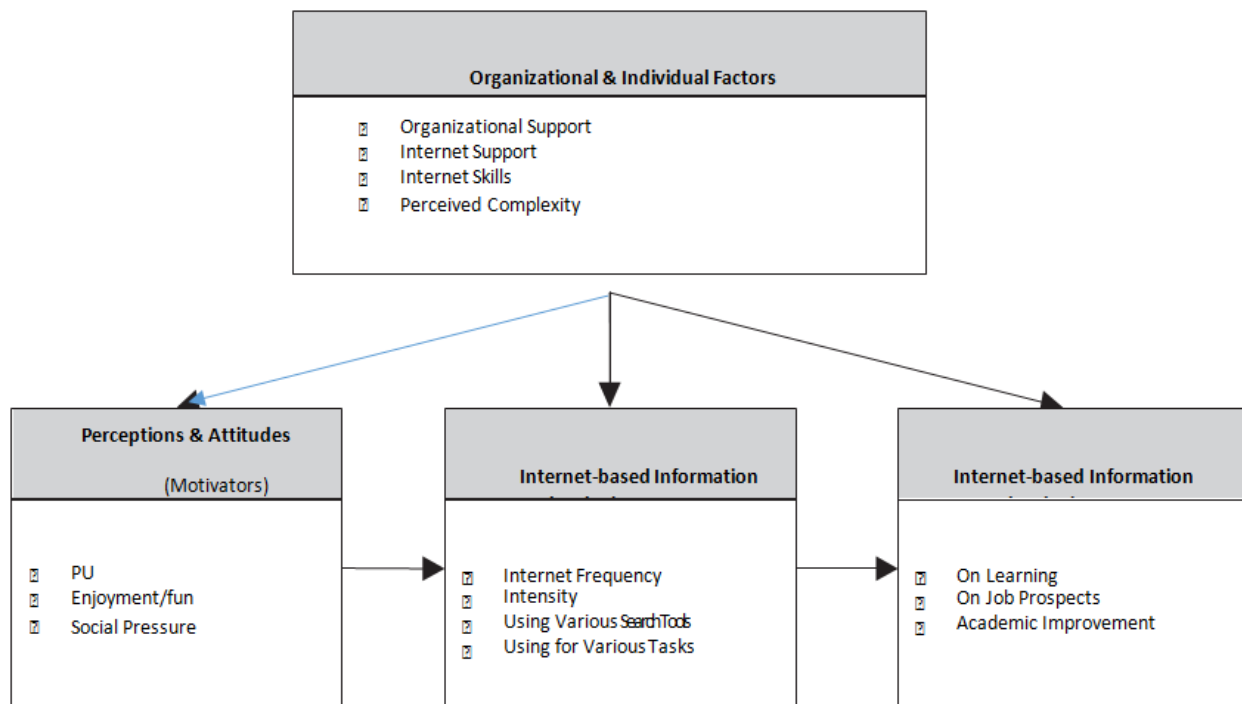 Organizational & Individual Factors
Organizational Support
Internet Support
Internet Skills
Perceived Complexity
Perceptions & Attitudes
(Motivators)
PU
Enjoyment/fun
Social Pressure
Internet-based Information
Internet Frequency
Intensity
Using Various Search Tools
Using for Various Tasks
Internet-based Information
On Learning
On Job Prospects
Academic Improvement